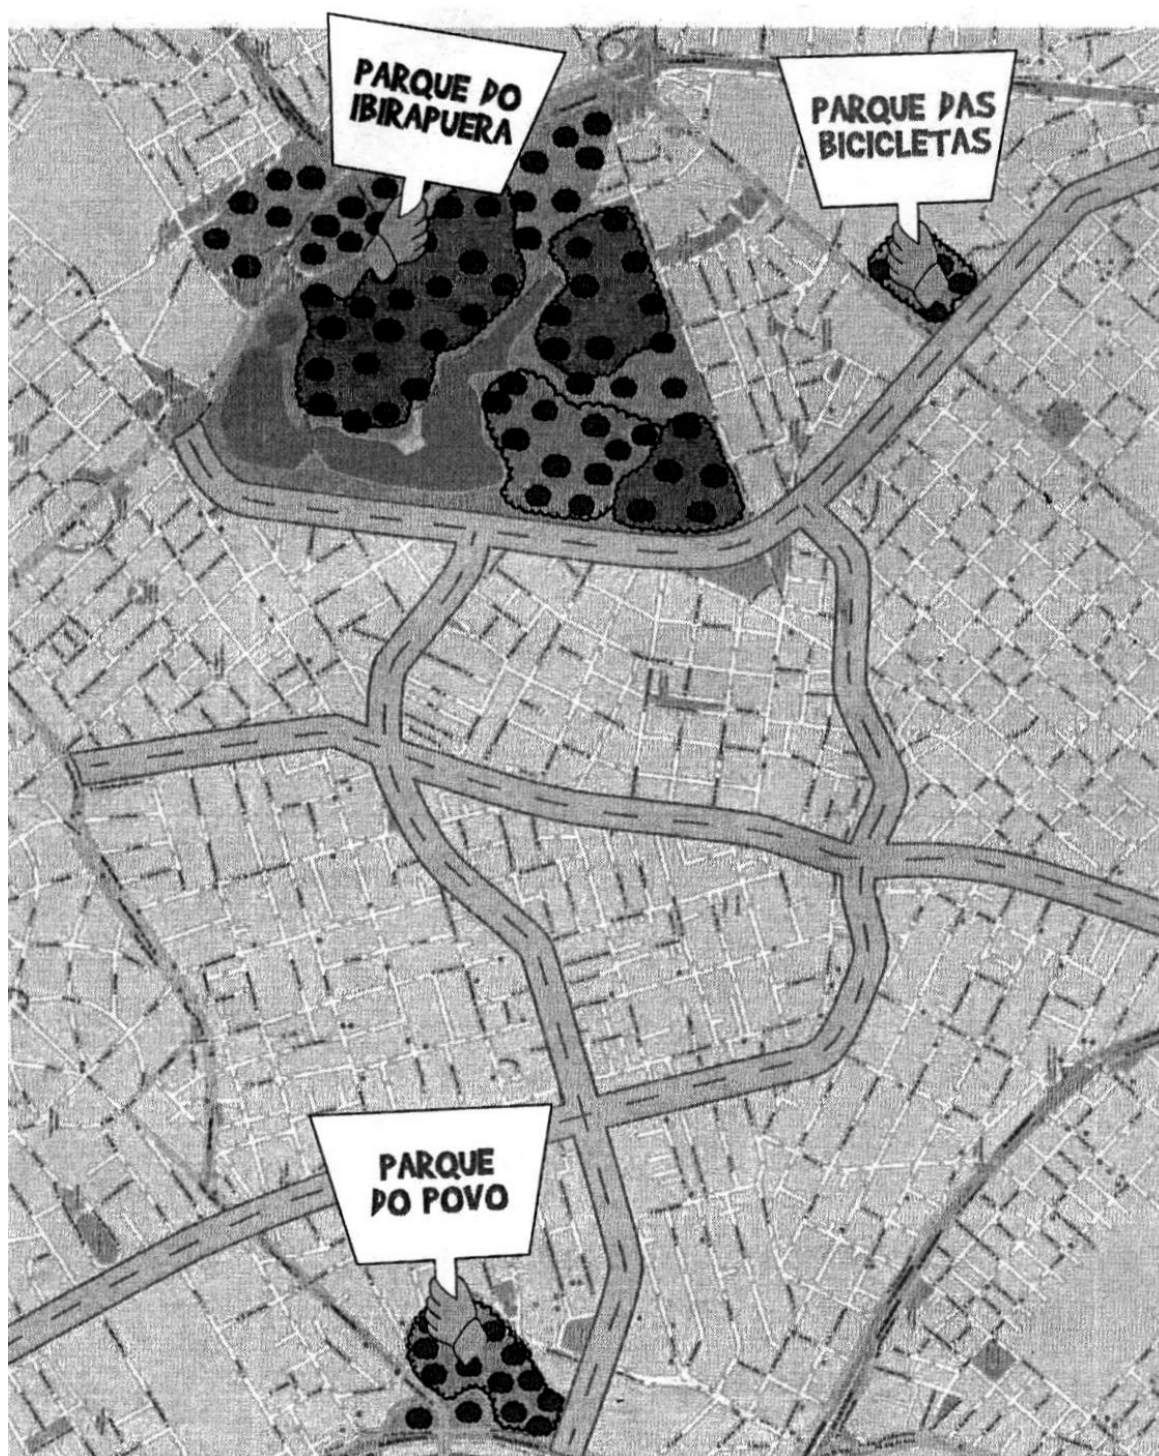 PARQUE DO
IBIRAPUERA
PARQUE DAS
BICICLETAS
PARQUE
DO POVO